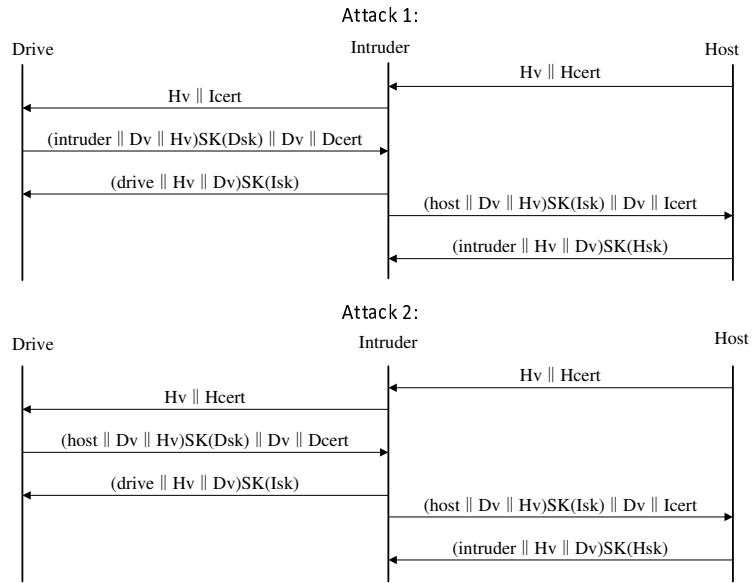 Attack 1:
Drive Intruder Host
Hv || Hcert
Hv || Icert
(intruder || Dv || Hv)SK(Dsk) || Dv || Dcert
(drive || Hv || Dv)SK(Isk)
(host || Dv || Hv)SK(Isk) || Dv || Icert
(intruder || Hv || Dv)SK(Hsk)
Attack 2:
Drive Intruder Host
Hv || Hcert
Hv || Hcert
(host || Dv || Hv)SK(Dsk) || Dv || Dcert
(drive || Hv || Dv)SK(Isk)
(host || Dv || Hv)SK(Isk) || Dv || Icert
(intruder || Hv || Dv)SK(Hsk)